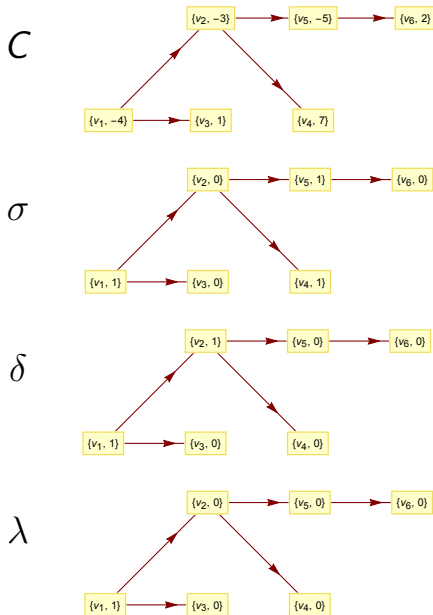 {v₂, −3} {v₅, −5} {v₆, 2}
C
{v₁, −4} {v₃, 1} {v₄, 7}
{v₂, 0} {v₅, 1} {v₆, 0}
σ
{v₁, 1} {v₃, 0} {v₄, 1}
{v₂, 1} {v₅, 0} {v₆, 0}
δ
{v₁, 1} {v₃, 0} {v₄, 0}
{v₂, 0} {v₅, 0} {v₆, 0}
λ
{v₁, 1} {v₃, 0} {v₄, 0}